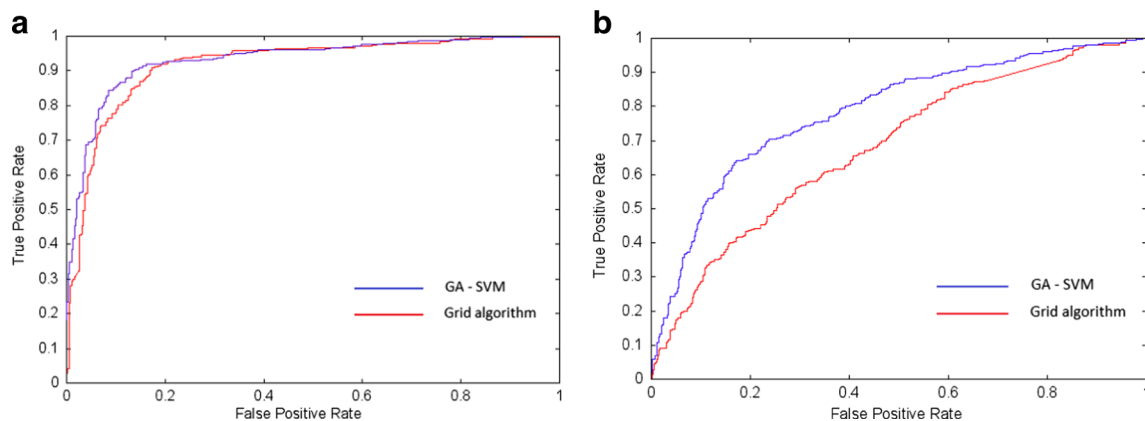 a
1
0.9
0.8
0.7
0.6
0.5
0.4
0.3
0.2
0.1
0
True Positive Rate
GA - SVM
Grid algorithm
0 0.2 0.4 0.6 0.8 1
False Positive Rate
b
1
0.9
0.8
0.7
0.6
0.5
0.4
0.3
0.2
0.1
0
True Positive Rate
GA - SVM
Grid algorithm
0 0.2 0.4 0.6 0.8 1
False Positive Rate